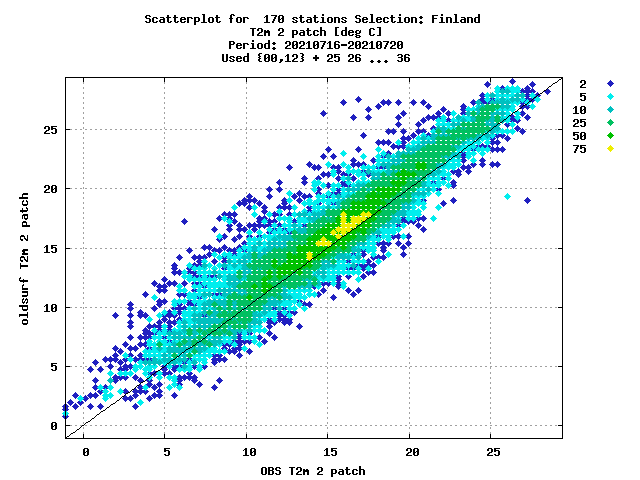 Scatterplot for  170 stations Selection: Finland
T2m 2 patch [deg C]
Period: 20210716-20210720
Used {00,12} + 25 26 ... 36
2
5
10
25
50
75
25
20
15
10
5
0
oldsurf T2m 2 patch
0 5 10 15 20 25
OBS T2m 2 patch